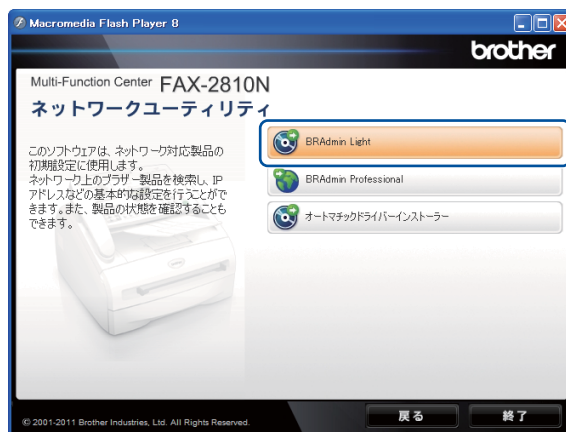 Macromedia Flash Player 8
brother
Multi-Function Center FAX-2810N
ネットワークユーティリティ
このソフトウェアは、ネットワーク対応製品の
初期設定に使用します。
ネットワーク上のブラザー製品を検索し、IP
アドレスなどの基本的な設定を行うことがで
きます。また、製品の状態を確認することも
できます。
BRAdmin Light
BRAdmin Professional
オートマチックドライバーインストーラー
© 2001-2011 Brother Industries, Ltd. All Rights Reserved.
戻る
終了